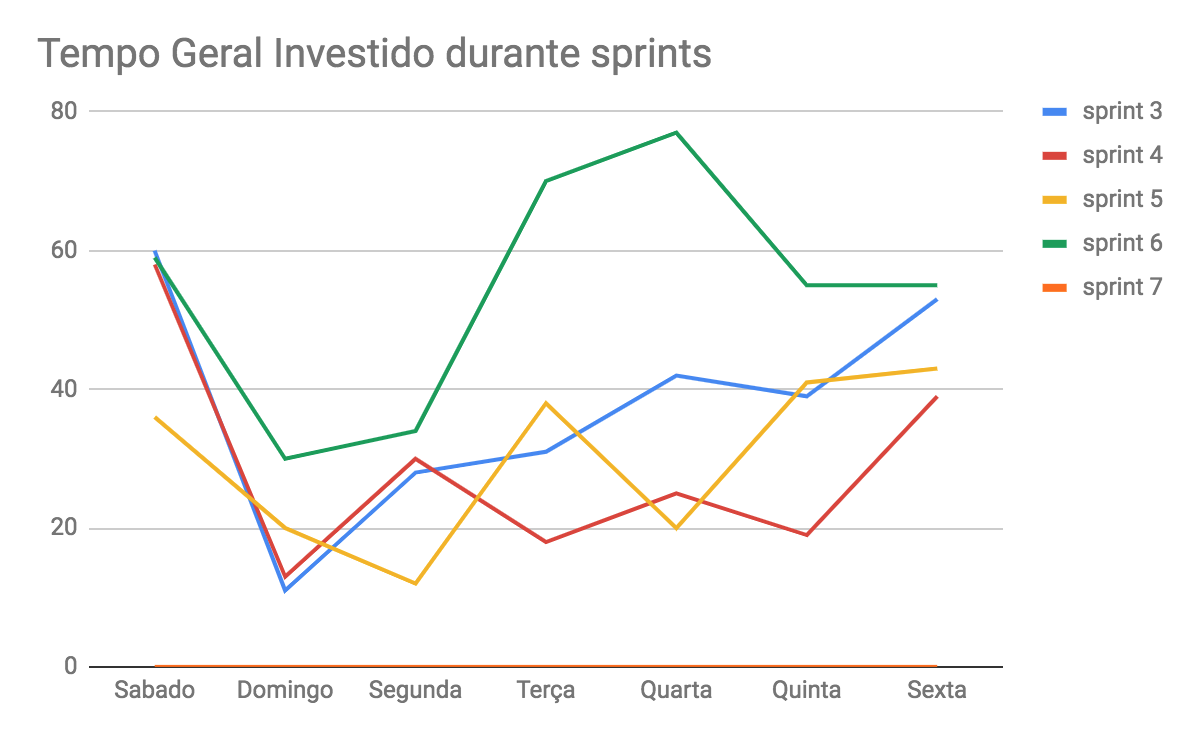 Tempo Geral Investido durante sprints
80
60
40
20
0
Sabado
Domingo
Segunda
Terça
Quarta
Quinta
Sexta
sprint 3
sprint 4
sprint 5
sprint 6
sprint 7